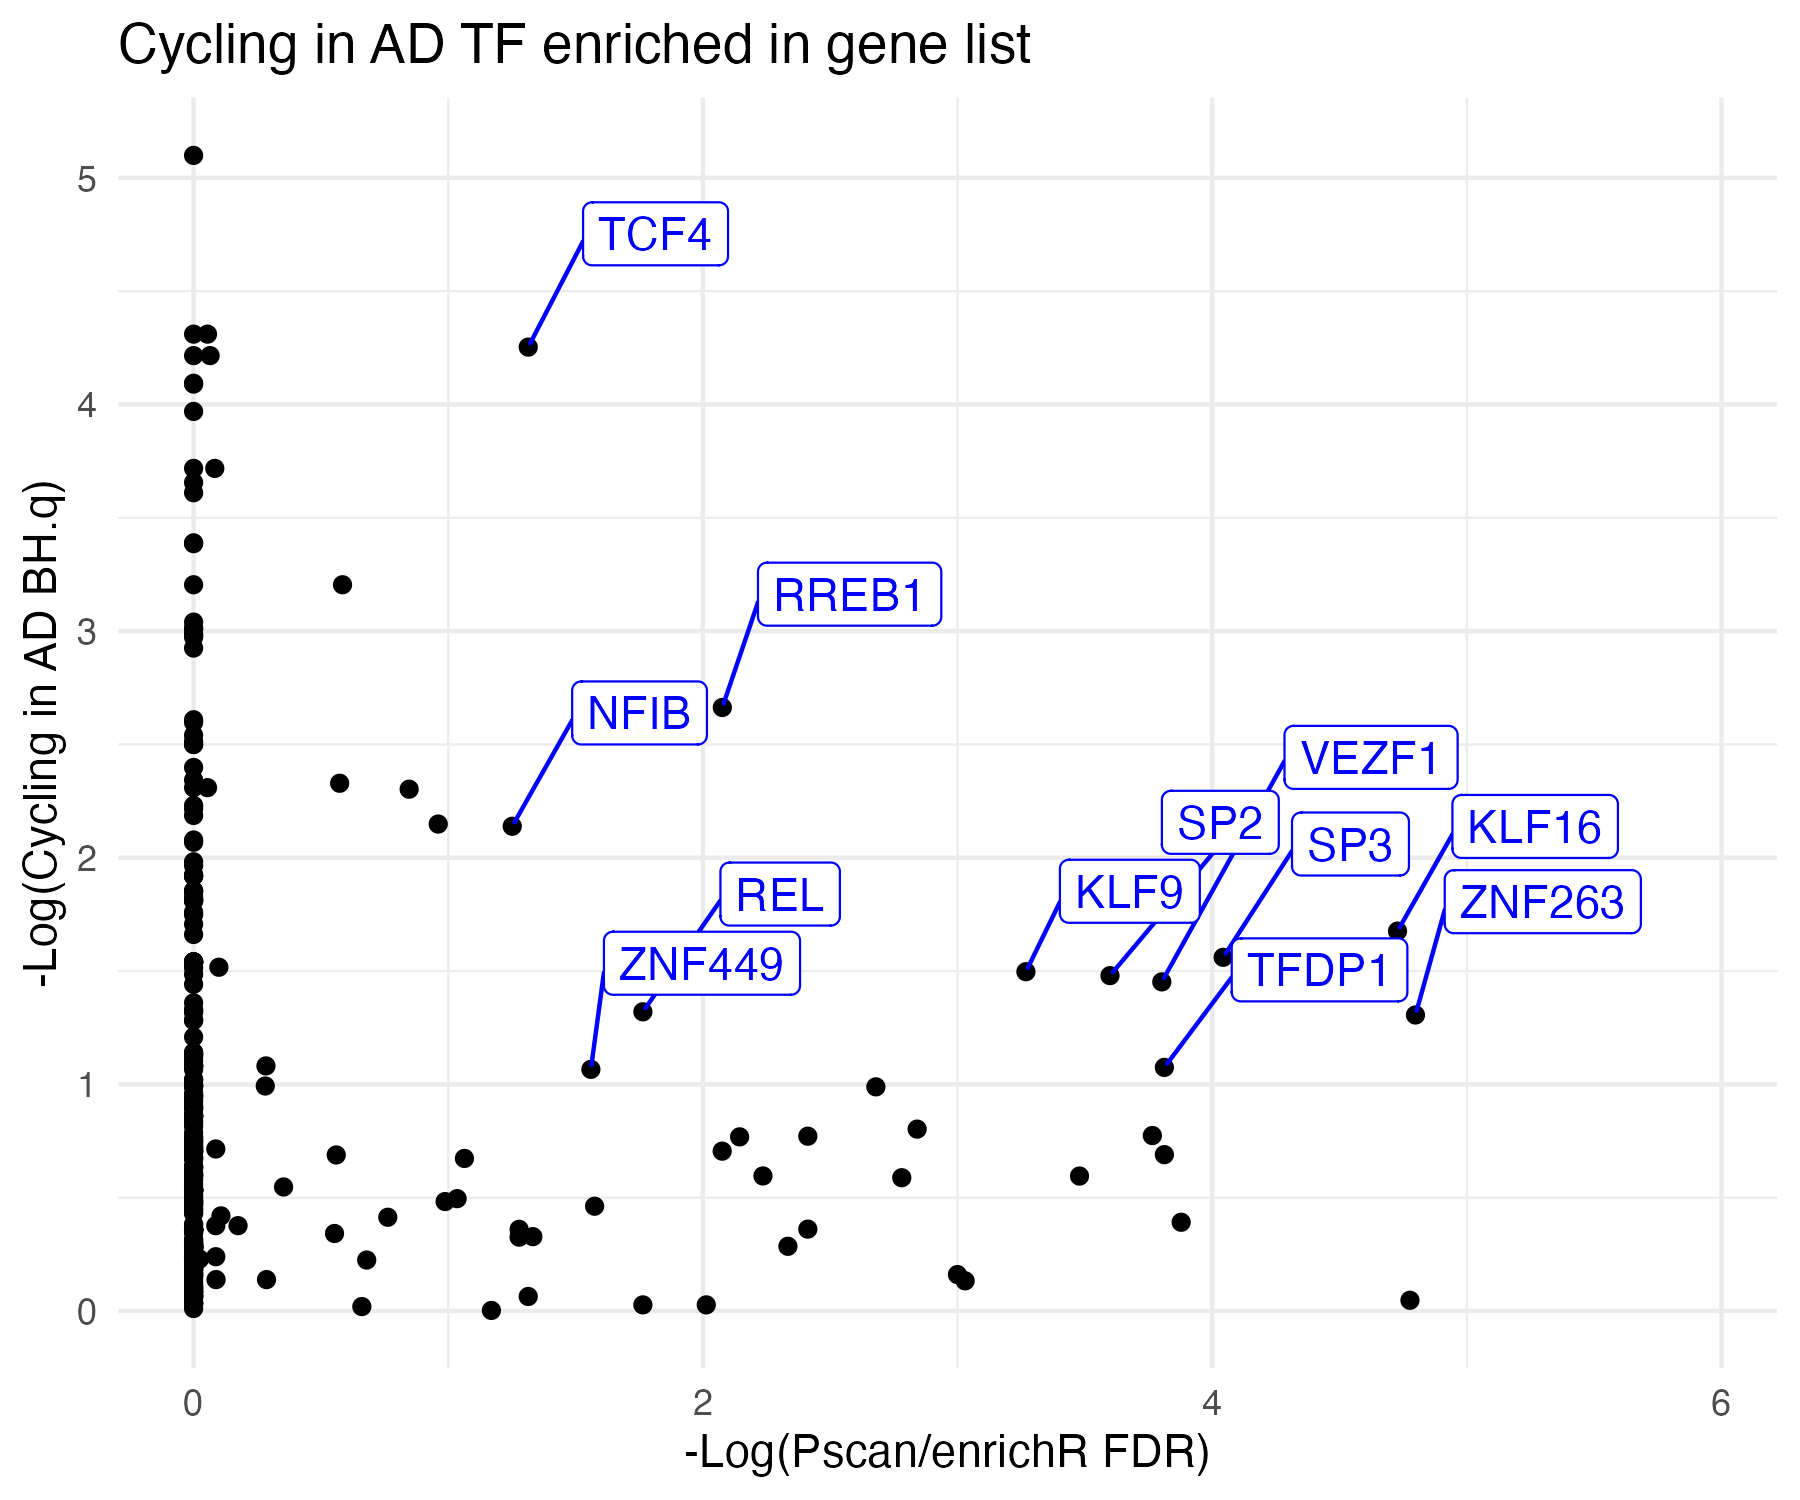 Cycling in AD TF enriched in gene list
-Log(Cycling in AD BH.q)
5
4
3
2
1
0
TCF4
RREB1
NFIB
VEZF1
SP2
KLF16
SP3
REL
KLF9
ZNF263
ZNF449
TFDP1
0
2
4
6
-Log(Pscan/enrichR FDR)